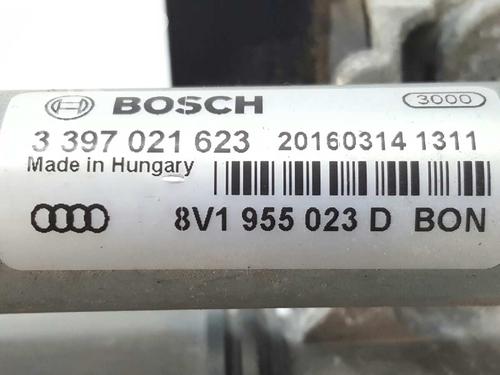 BOSCH 3000
3 397 021 623 20160314 1311
Made in Hungary
8V1 955 023 D BON